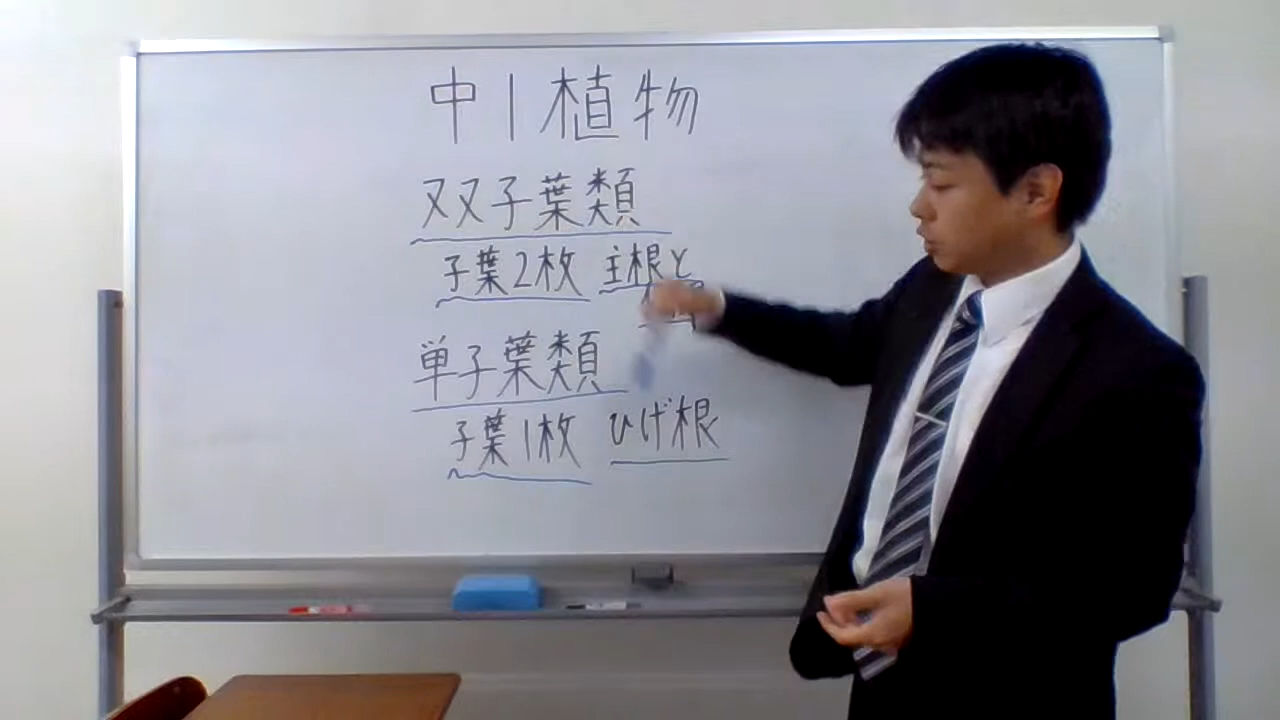 中1植物
双子葉類
子葉2枚 主根と
単子葉類
子葉1枚 ひげ根